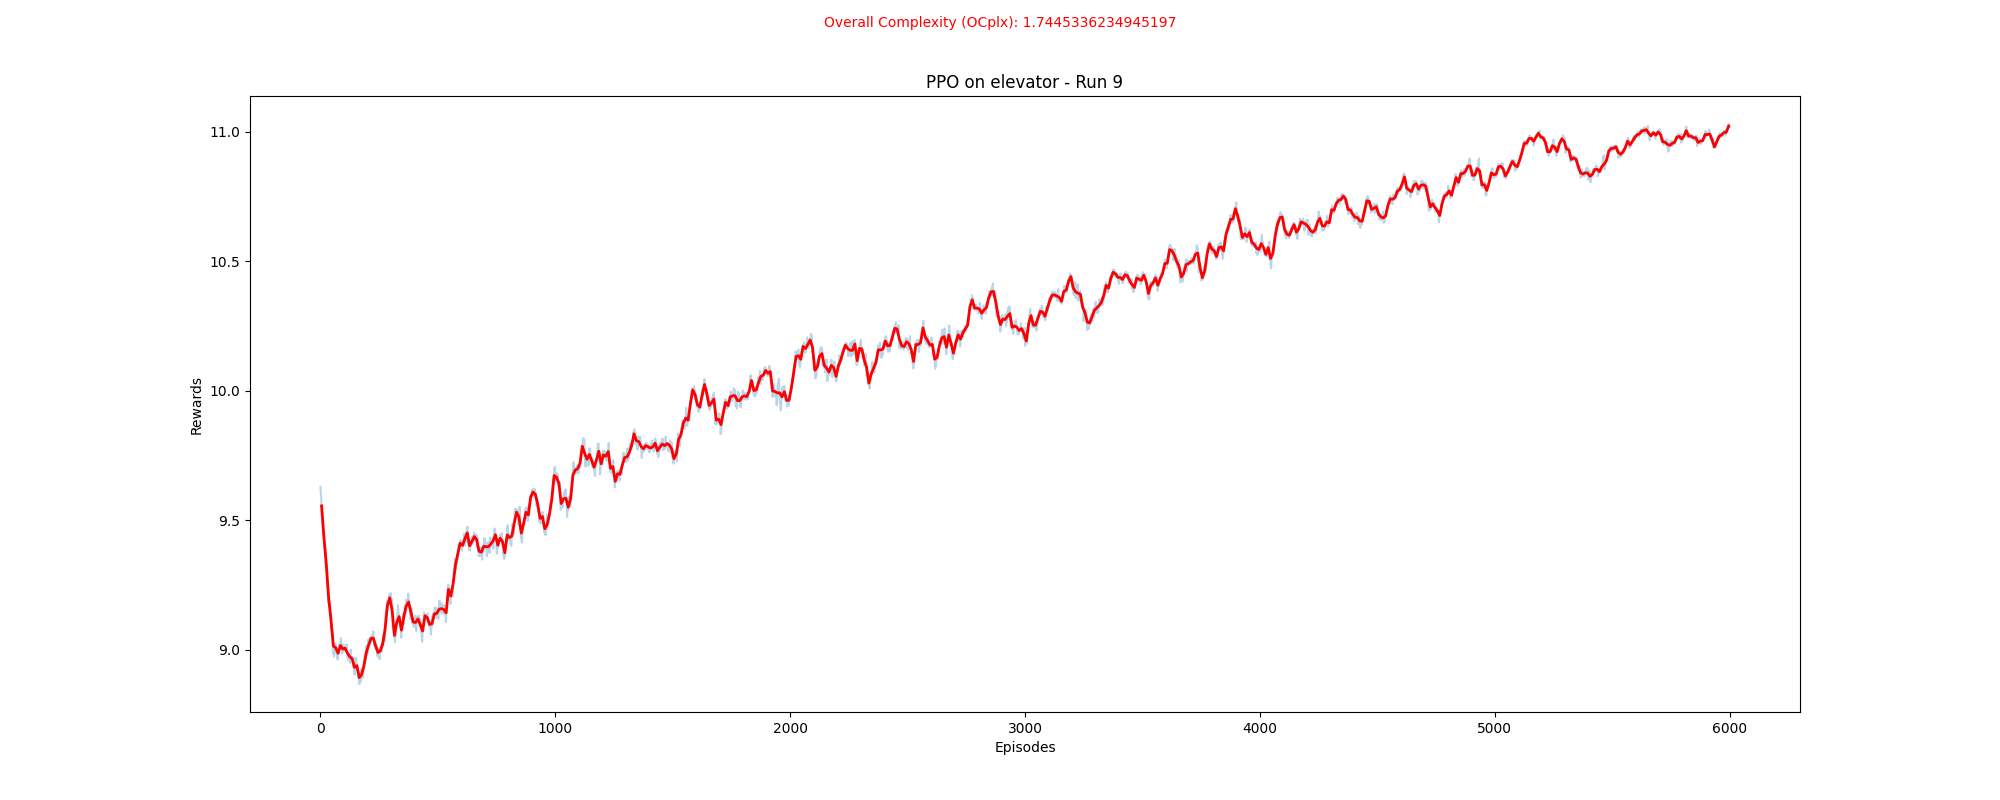 Overall Complexity (OCplx): 1.7445336234945197
PPO on elevator - Run 9
11.0
10.5
10.0
9.5
9.0
Rewards
0 1000 2000 3000 4000 5000 6000
Episodes